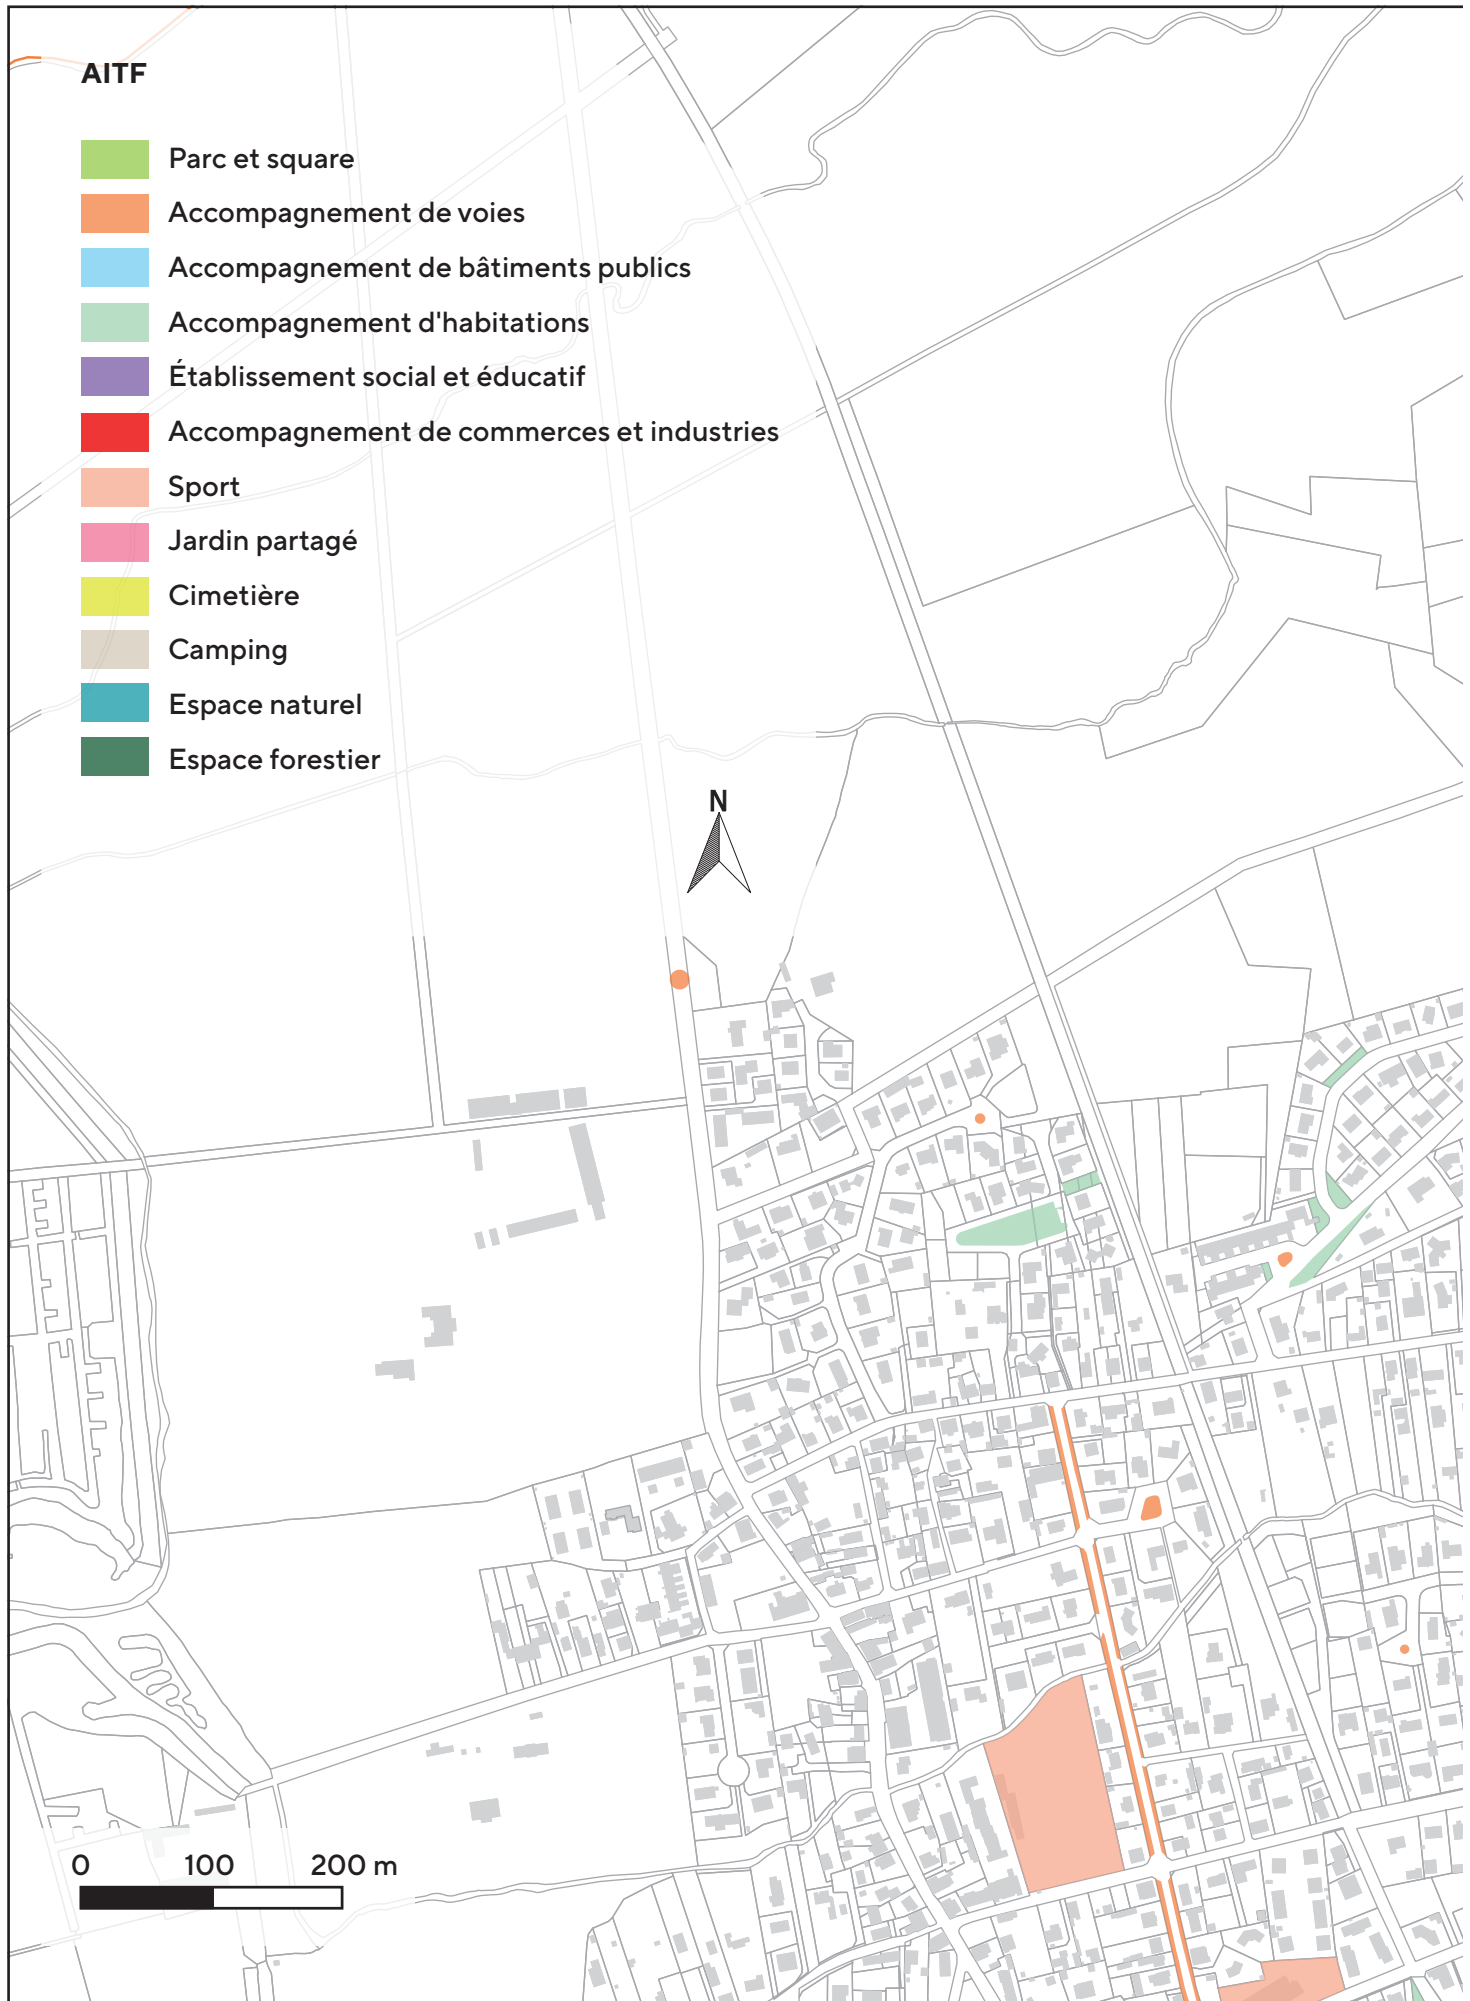 AITF
Parc et square
Accompagnement de voies
Accompagnement de bâtiments publics
Accompagnement d'habitations
Établissement social et éducatif
Accompagnement de commerces et industries
Sport
Jardin partagé
Cimetière
Camping
Espace naturel
Espace forestier
N
0 100 200 m